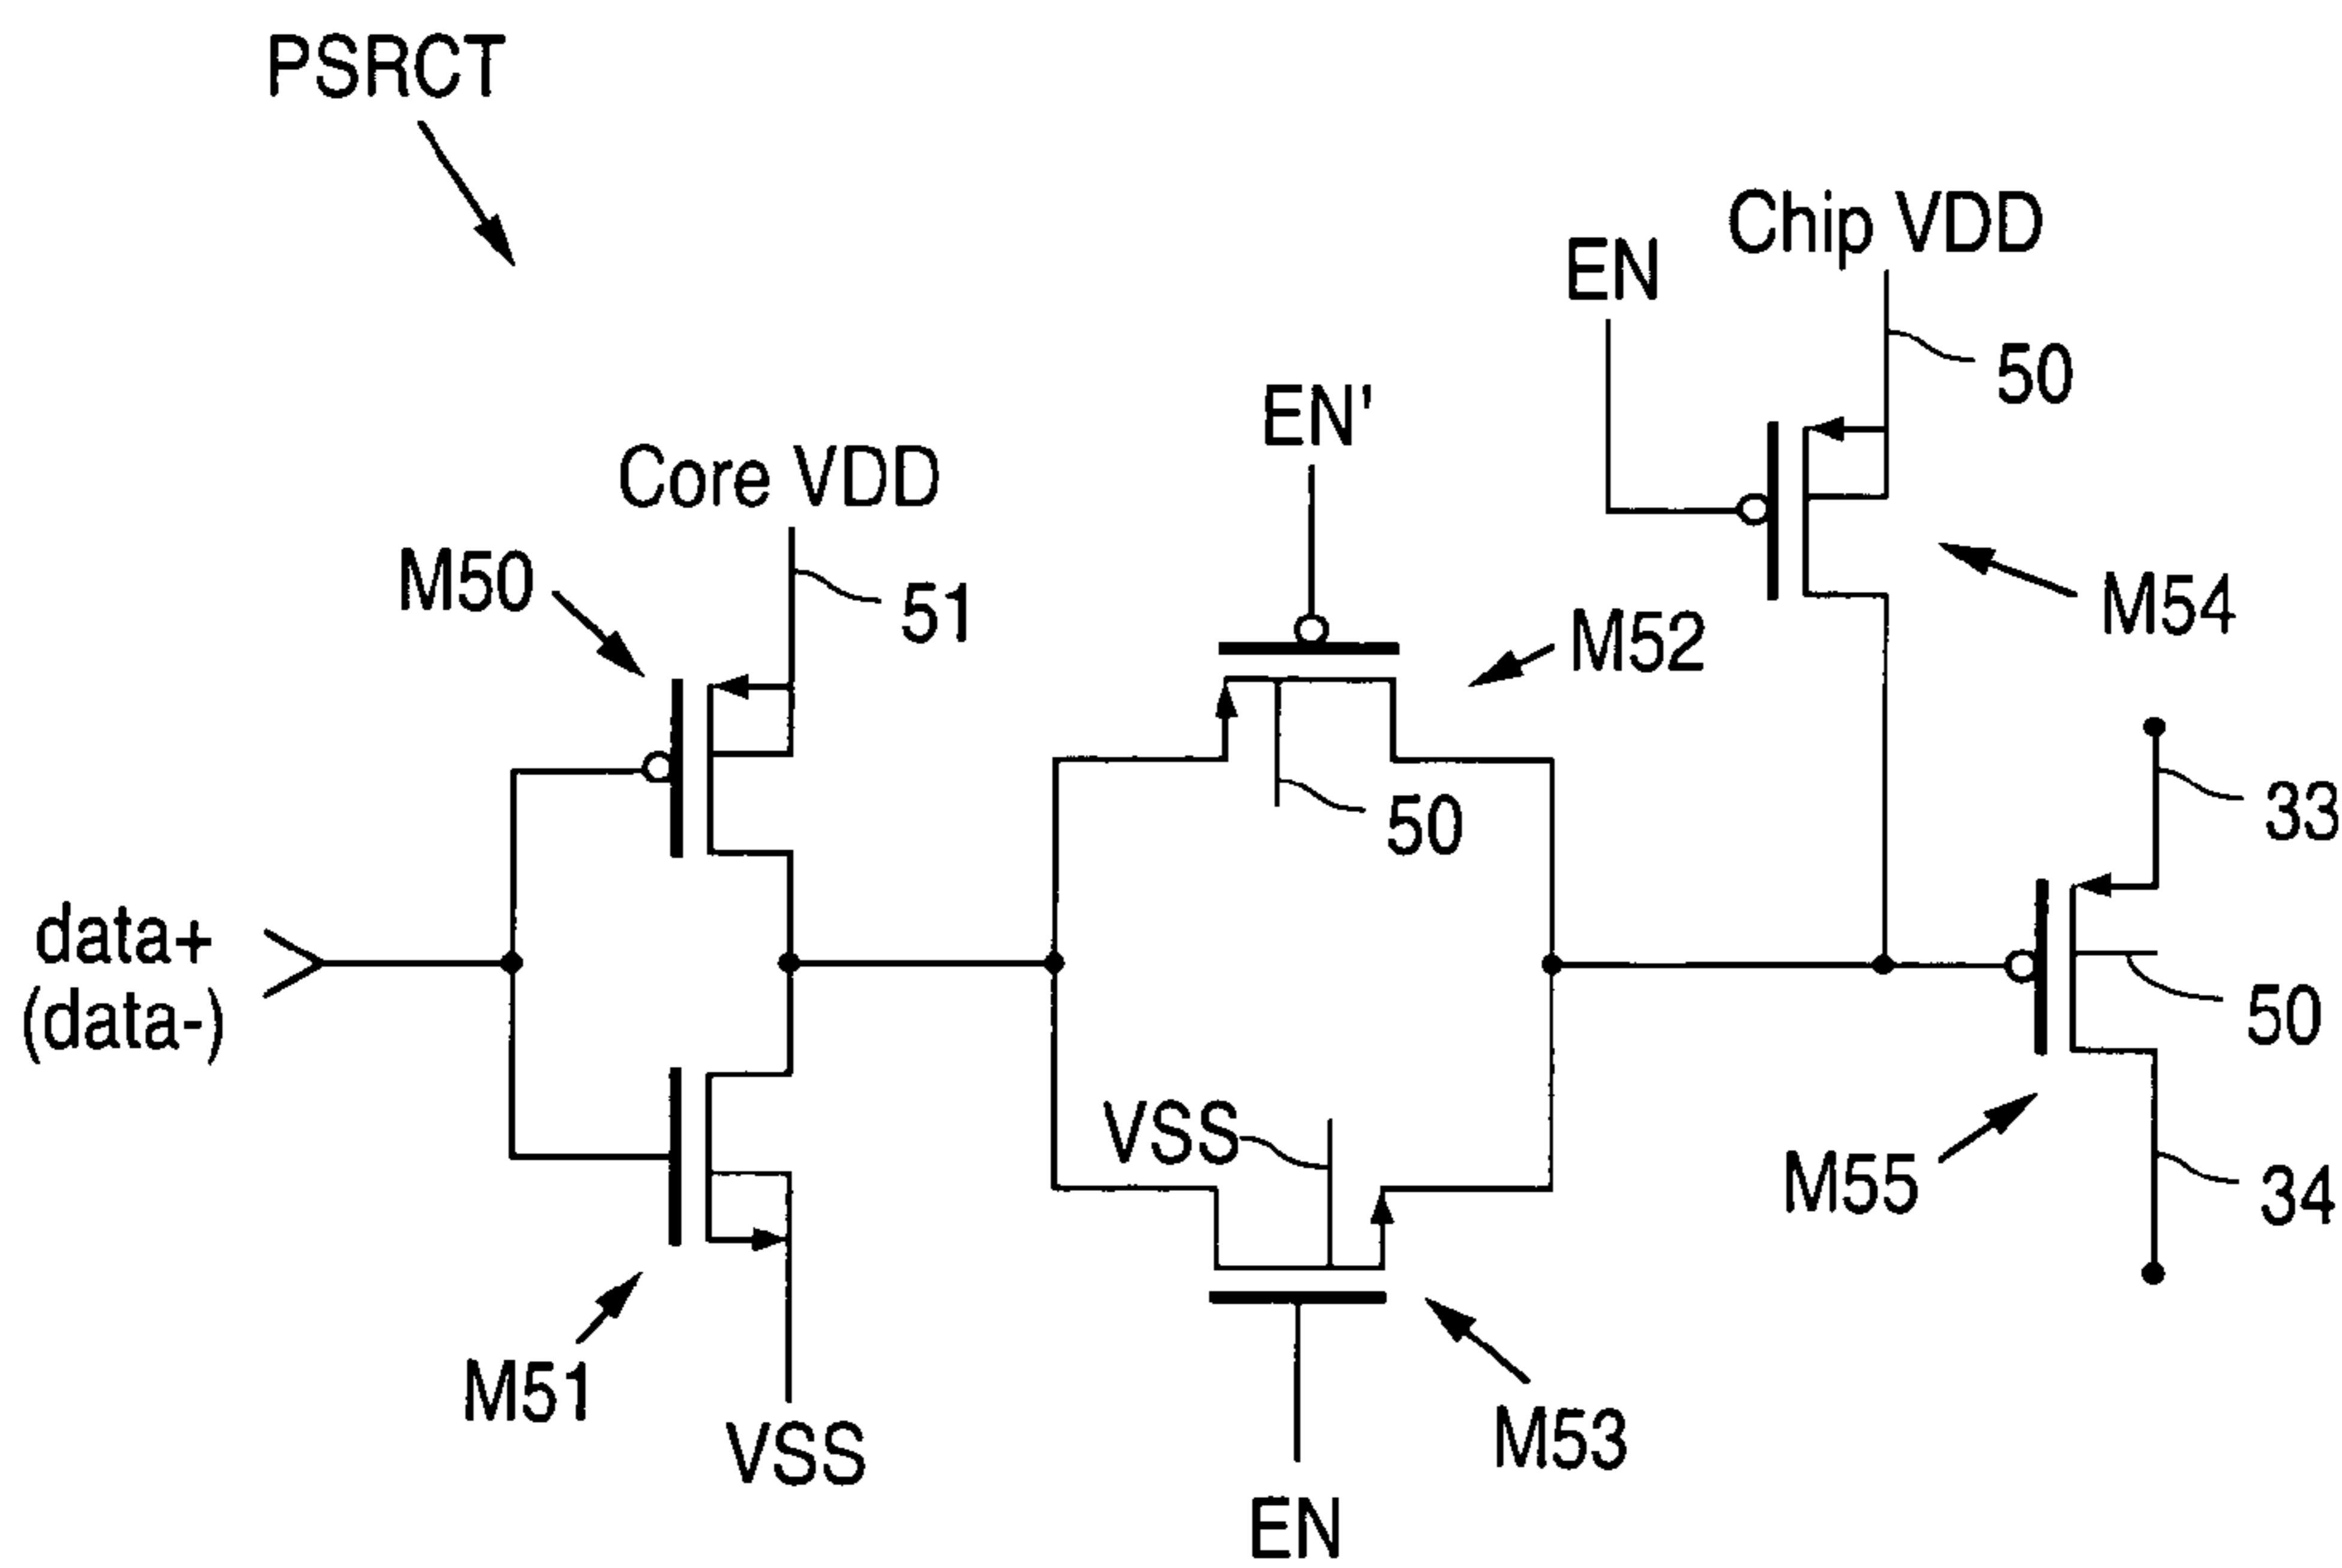 PSRCT
Chip VDD
EN
50
EN'
Core VDD
M50
51
M54
M52
50
33
data+
(data-)
50
VSS
M55
34
M51
M53
VSS
EN